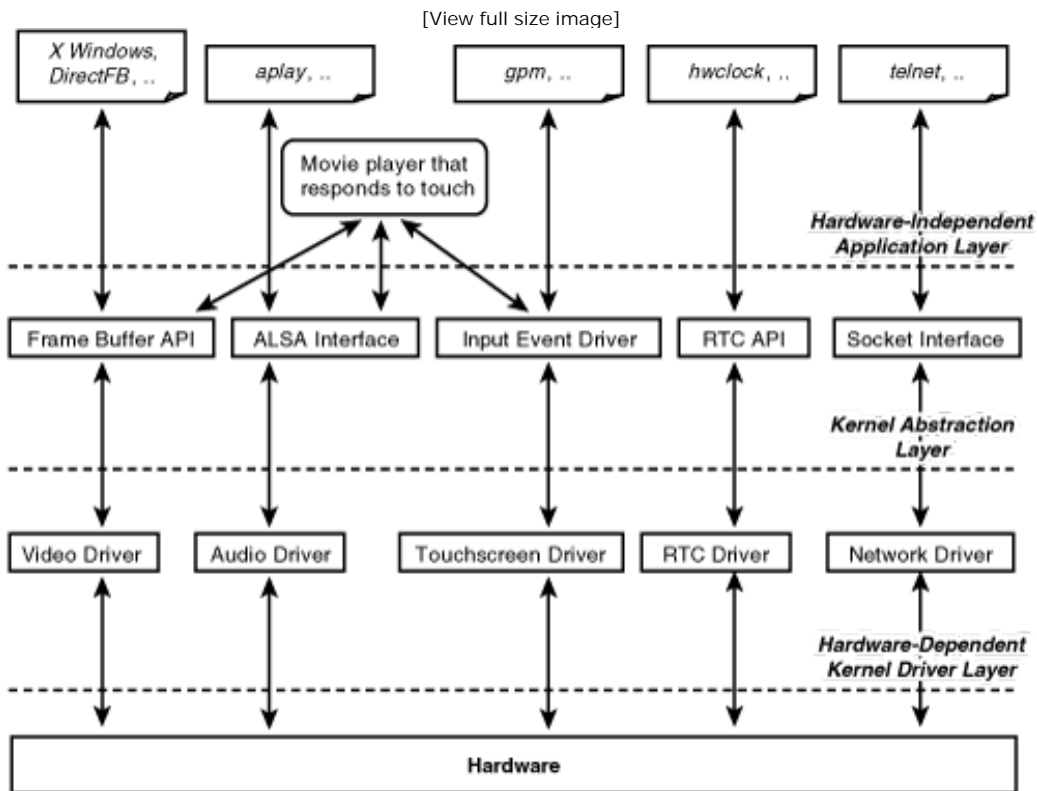 [View full size image]
X Windows,
DirectFB, ..
aplay, ..
gpm, ..
hwclock, ..
telnet, ..
Movie player that
responds to touch
Hardware-Independent
Application Layer
Frame Buffer API
ALSA Interface
Input Event Driver
RTC API
Socket Interface
Kernel Abstraction
Layer
Video Driver
Audio Driver
Touchscreen Driver
RTC Driver
Network Driver
Hardware-Dependent
Kernel Driver Layer
Hardware